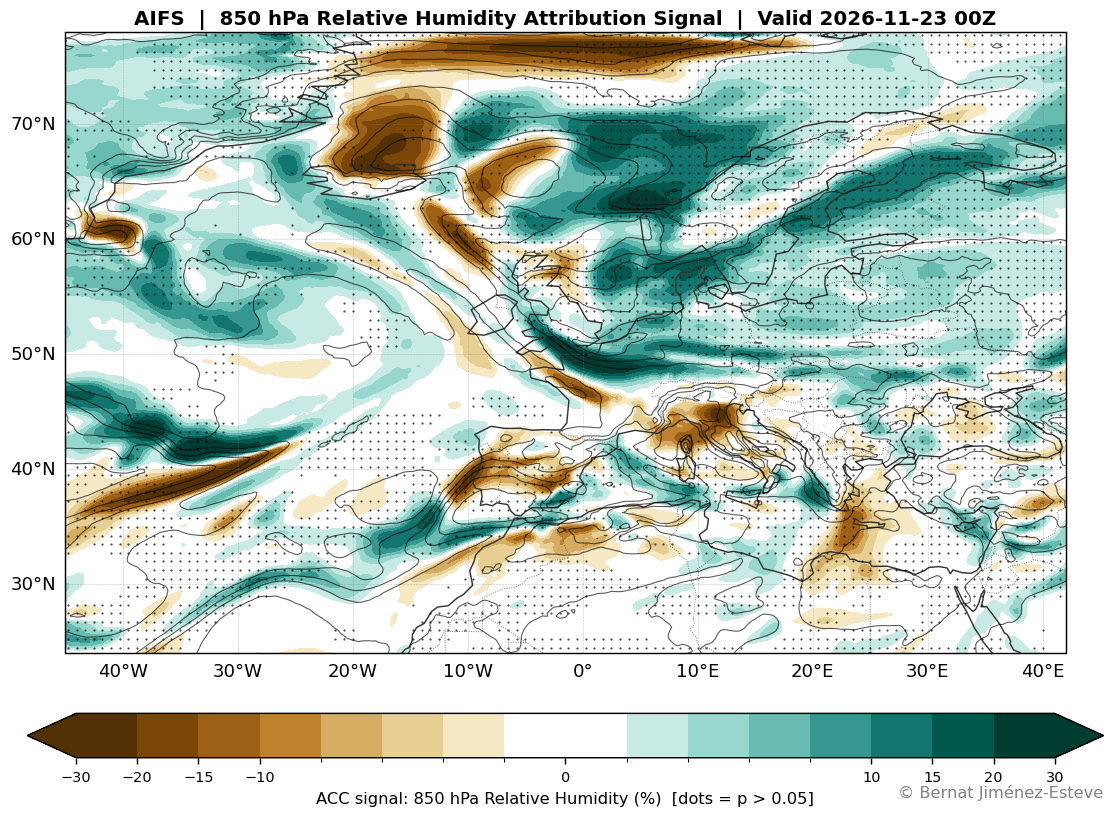 AIFS | 850 hPa Relative Humidity Attribution Signal | Valid 2026-11-23 00Z
70°N
60°N
50°N
40°N
30°N
40°W 30°W 20°W 10°W 0° 10°E 20°E 30°E 40°E
−30 −20 −15 −10 0 10 15 20 30
ACC signal: 850 hPa Relative Humidity (%) [dots = p > 0.05]
© Bernat Jiménez-Esteve